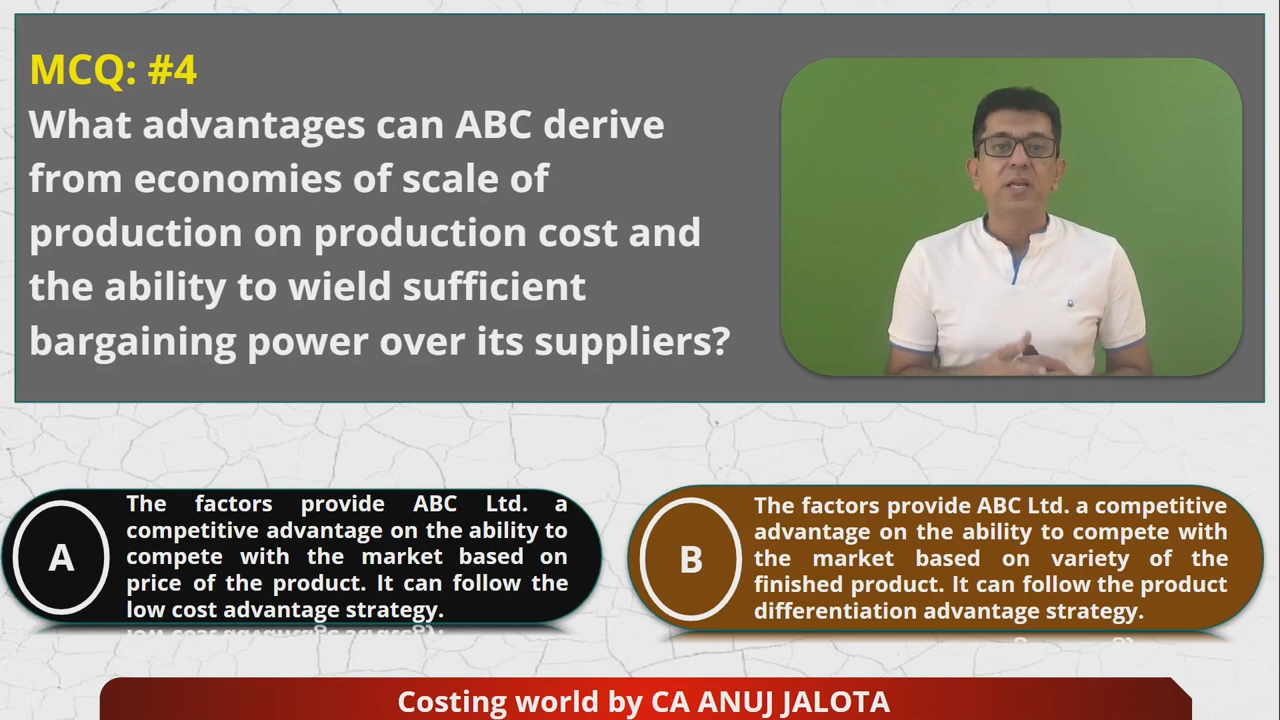 MCQ: #4
What advantages can ABC derive
from economies of scale of
production on production cost and
the ability to wield sufficient
bargaining power over its suppliers?
A
The factors provide ABC Ltd. a
competitive advantage on the ability to
compete with the market based on
price of the product. It can follow the
low cost advantage strategy.
B
The factors provide ABC Ltd. a competitive
advantage on the ability to compete with
the market based on variety of the
finished product. It can follow the product
differentiation advantage strategy.
Costing world by CA ANUJ JALOTA